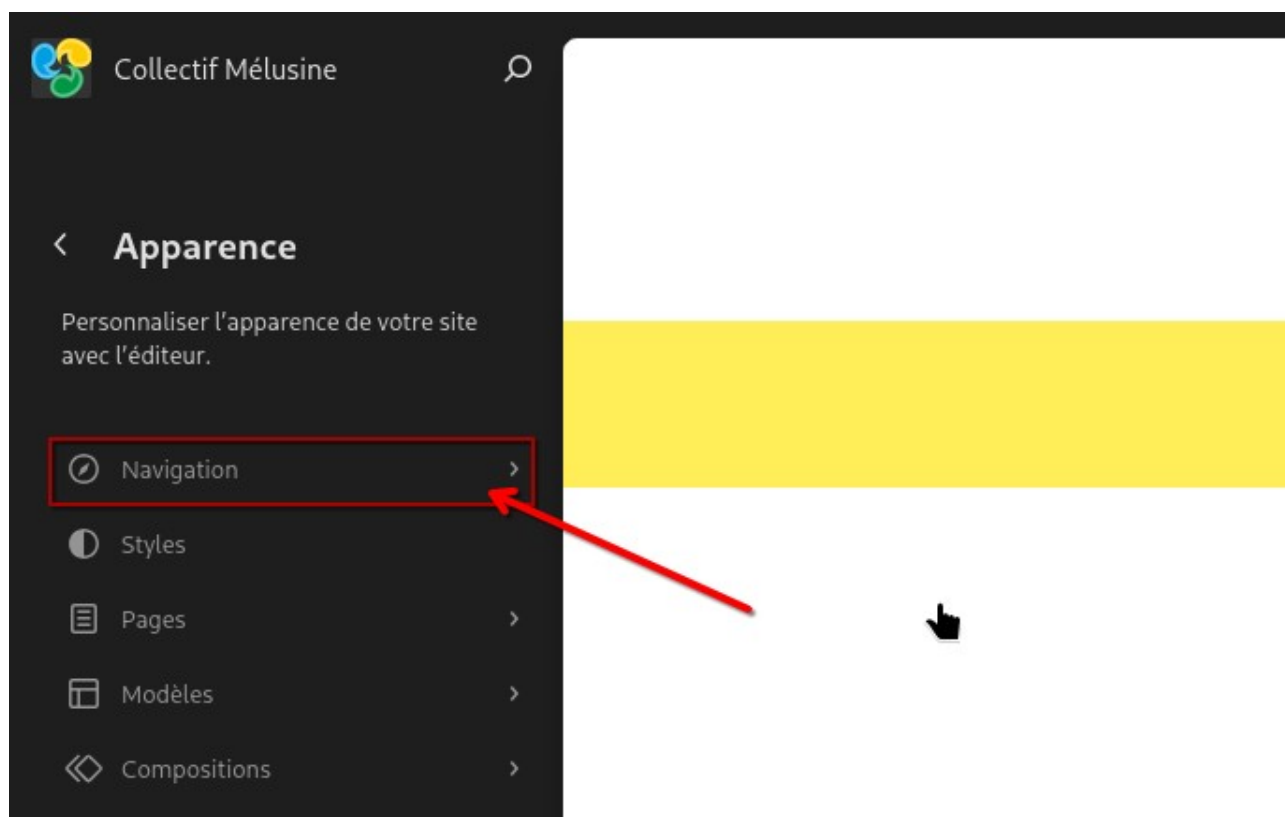 Collectif Mélusine
Apparence
Personnaliser l’apparence de votre site
avec l’éditeur.
Navigation
Styles
Pages
Modèles
Compositions